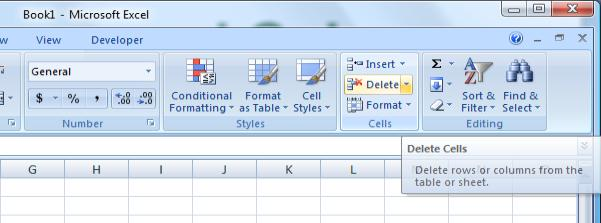 Book1 - Microsoft Excel
View Developer
General
$ % ,
Number
Conditional Formatting
Format as Table
Cell Styles
Styles
Insert
Delete
Format
Cells
Σ
Sort & Filter
Find & Select
Editing
Delete Cells
Delete rows or columns from the
table or sheet.
G H I J K L